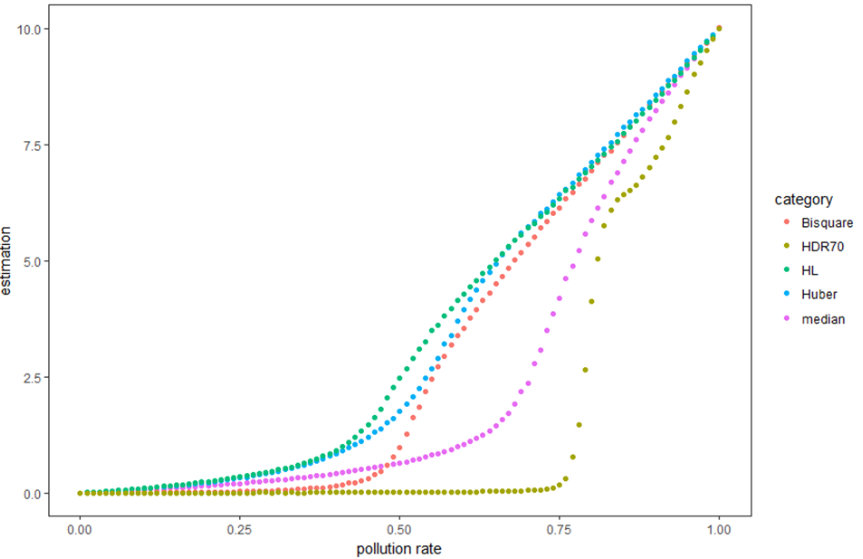 10.0
7.5
5.0
2.5
0.0
estimation
0.00 0.25 0.50 0.75 1.00
pollution rate
category
Bisquare
HDR70
HL
Huber
median